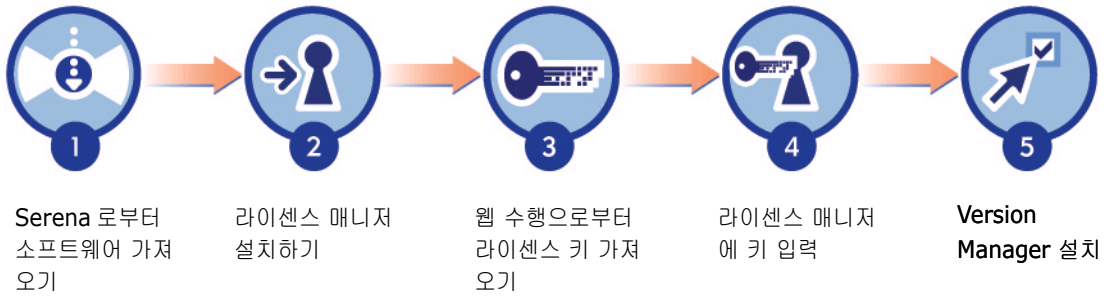 1
2
3
4
5
Serena 로부터
소프트웨어 가져
오기
라이센스 매니저
설치하기
웹 수행으로부터
라이센스 키 가져
오기
라이센스 매니저
에 키 입력
Version
Manager 설치